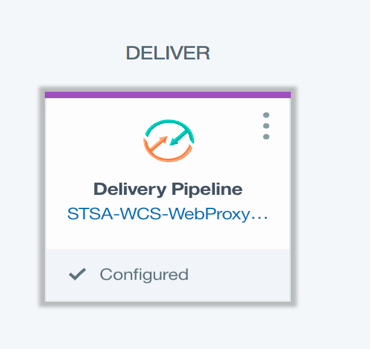 DELIVER
Delivery Pipeline
STSA-WCS-WebProxy...
Configured